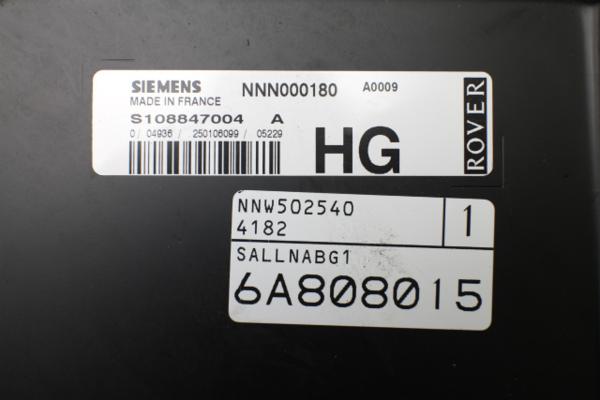 SIEMENS NNN000180 A0009
MADE IN FRANCE
S108847004 A
0/ 04936 / 250106099 / 05229
HG
ROVER
NNW502540
4182
1
SALLNABG1
6A808015